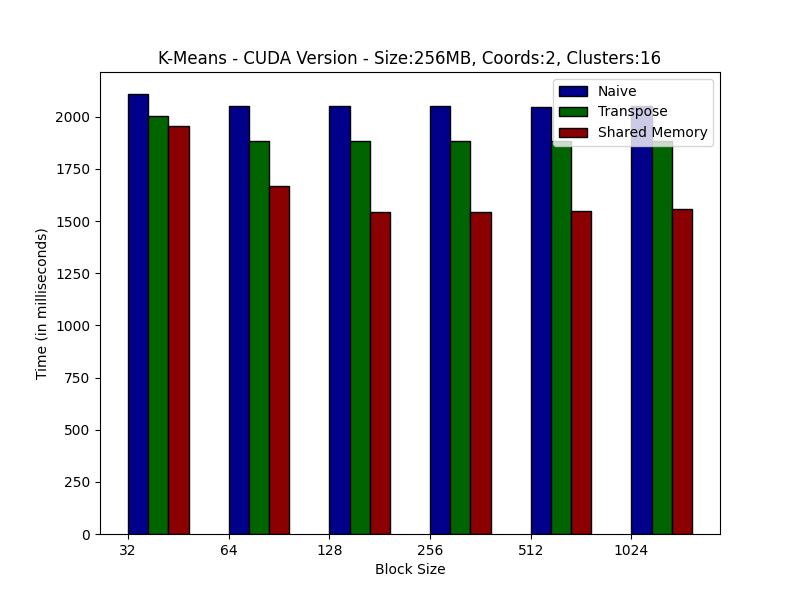 K-Means - CUDA Version - Size:256MB, Coords:2, Clusters:16
Naive
Transpose
Shared Memory
Time (in milliseconds)
2000
1750
1500
1250
1000
750
500
250
0
32 64 128 256 512 1024
Block Size